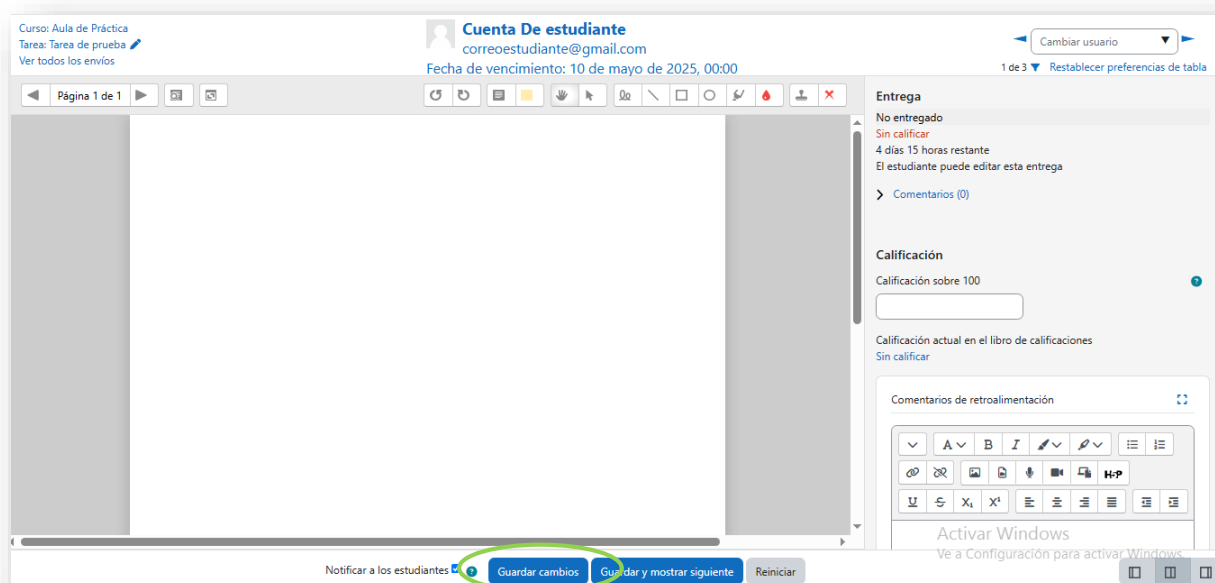 Curso: Aula de Práctica
Tarea: Tarea de prueba
Ver todos los envíos
Cuenta De estudiante
correoestudiante@gmail.com
Fecha de vencimiento: 10 de mayo de 2025, 00:00
Cambiar usuario
1 de 3
Restablecer preferencias de tabla
Página 1 de 1
Entrega
No entregado
Sin calificar
4 días 15 horas restante
El estudiante puede editar esta entrega
Comentarios (0)
Calificación
Calificación sobre 100
Calificación actual en el libro de calificaciones
Sin calificar
Comentarios de retroalimentación
A B I
H-P
U S X₁ X¹
Activar Windows
Ve a Configuración para activar Windows.
Notificar a los estudiantes
Guardar cambios
Guardar y mostrar siguiente
Reiniciar